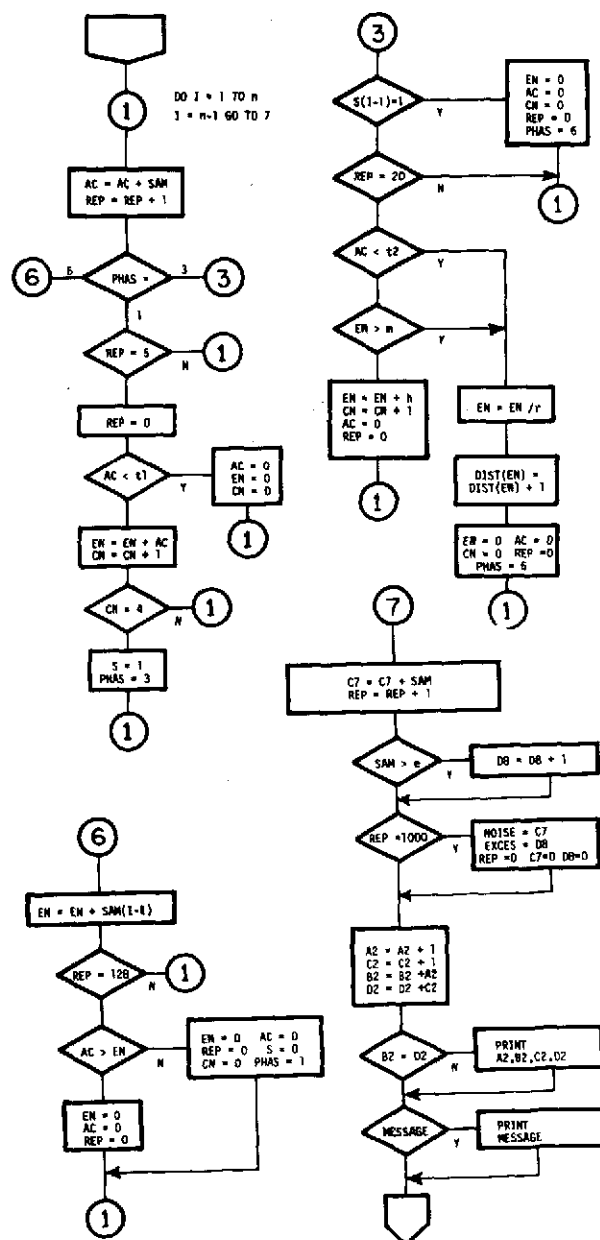 1
DO I = 1 TO n
I = n+1 GO TO 7
AC = AC + SAM
REP = REP + 1
6
6
PHAS =
3
3
1
REP = 5
N
1
REP = 0
AC < t1
Y
AC = 0
EN = 0
CN = 0
1
EN = EN + AC
CN = CN + 1
CN = 4
N
1
S = 1
PHAS = 3
1
3
S(I-1)=1
Y
EN = 0
AC = 0
CN = 0
REP = 0
PHAS = 6
REP = 20
N
1
AC < t2
Y
EN > m
Y
EN = EN + h
CN = CN + 1
AC = 0
REP = 0
1
EN = EN /r
DIST(EN) =
DIST(EN) + 1
EN = 0 AC = 0
CN = 0 REP =0
PHAS = 6
1
6
EN = EN +
REP = 128
N
1
AC > EN
N
EN = 0 AC = 0
REP = 0 S = 0
CN = 0 PHAS = 1
EN = 0
AC = 0
REP = 0
1
7
C7 = C7 + SAM
REP = REP + 1
SAM > e
Y
D8 = D8 + 1
REP =1000
Y
NOISE = C7
EXCES = D8
REP =0 C7=0 D8=0
A2 = A2 + 1
C2 = C2 + 1
B2 = B2 +A2
D2 = D2 +C2
B2 = D2
N
PRINT
A2,B2,C2,D2
MESSAGE
Y
PRINT
MESSAGE